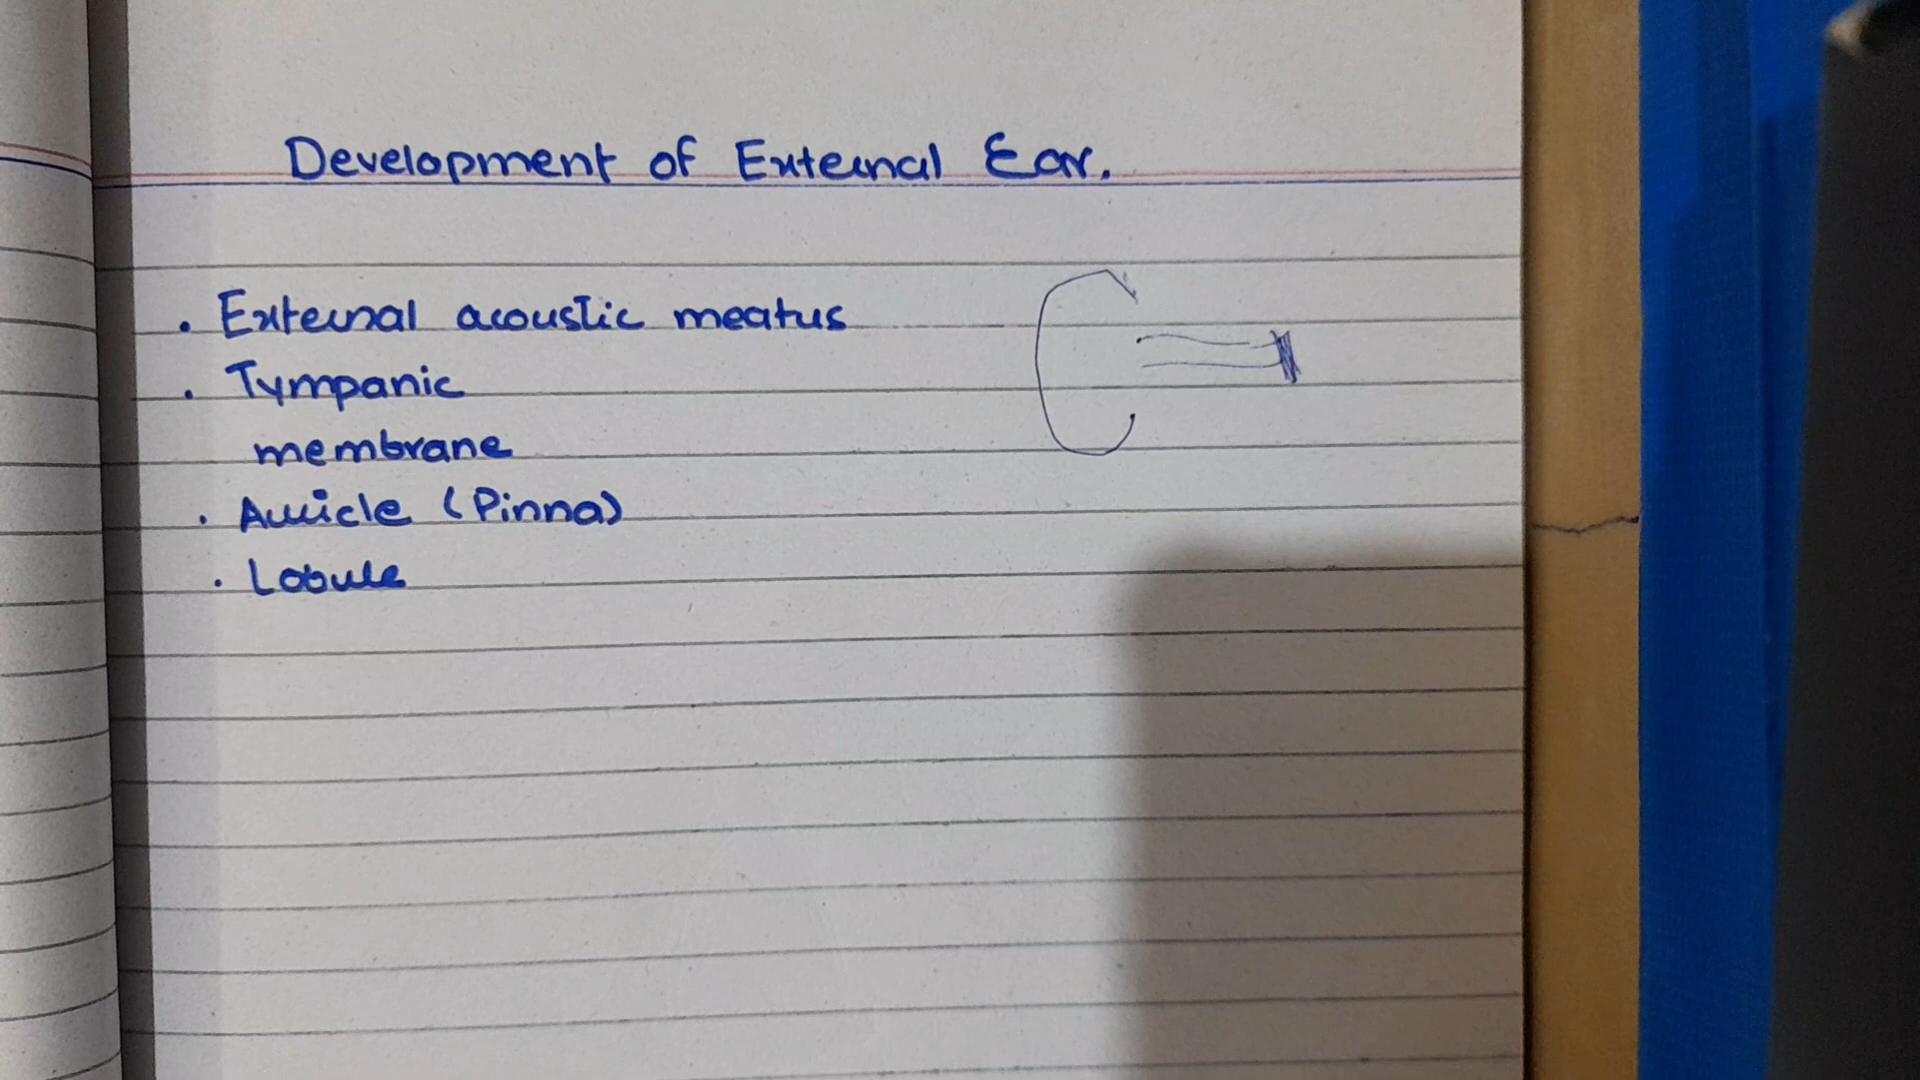 Development of External Ear.
. External acoustic meatus
. Tympanic
membrane
. Auricle (Pinna)
. Lobule